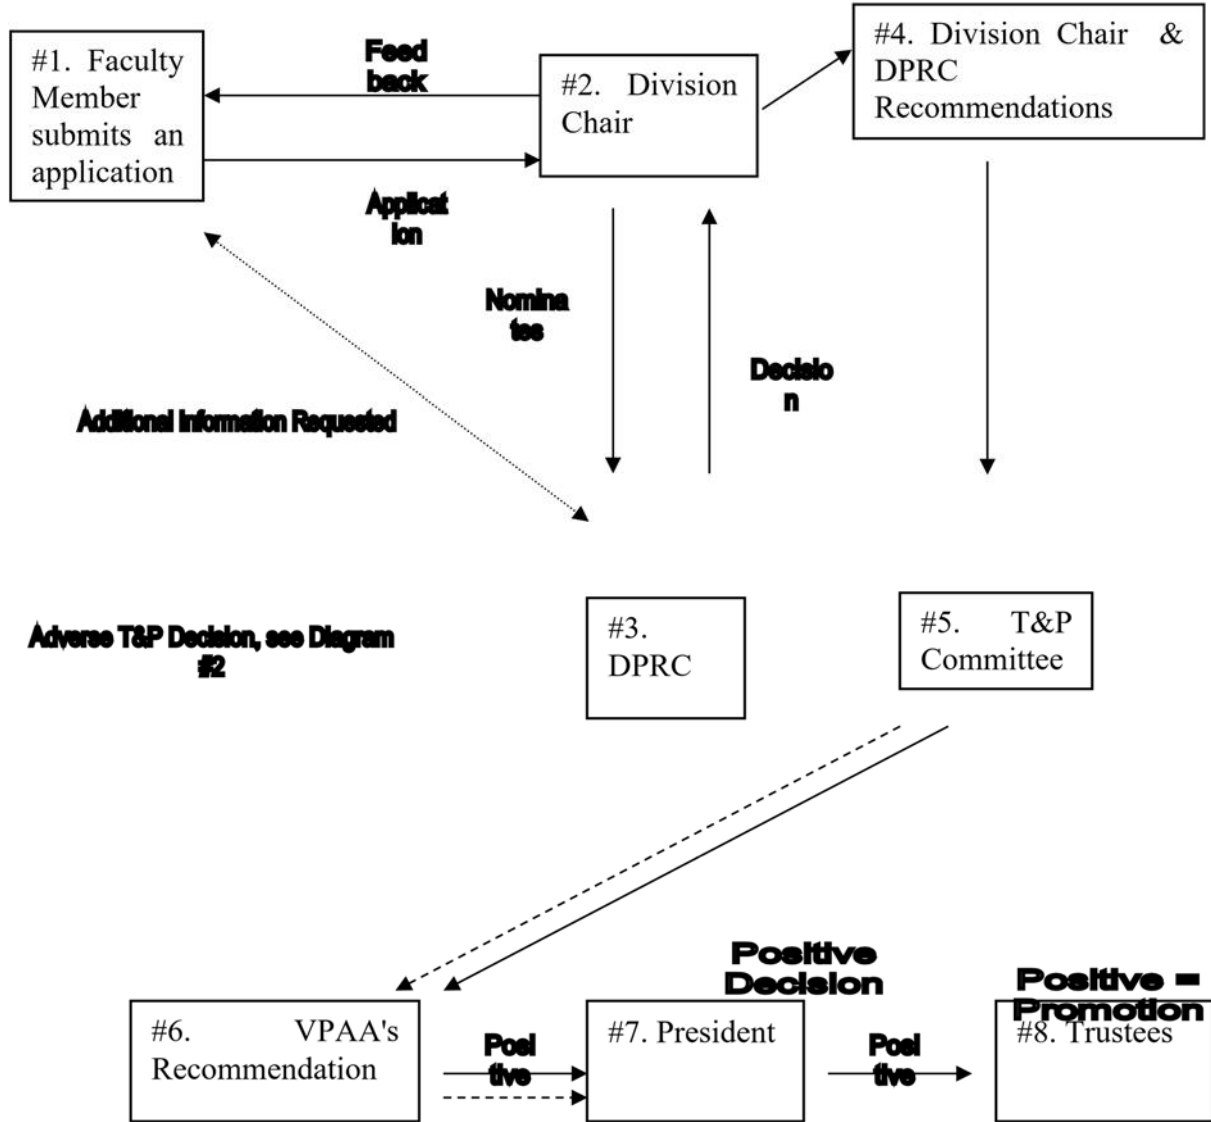 #1. Faculty
Member
submits an
application
Feed
back
#2. Division
Chair
#4. Division Chair &
DPRC
Recommendations
Applicat
ion
Nomina
tes
Decisio
n
Additional Information Requested
Adverse T&P Decision, see Diagram
#2
#3.
DPRC
#5. T&P
Committee
#6. VPAA's
Recommendation
Posi
tive
Positive
Decision
#7. President
Posi
tive
Positive =
Promotion
#8. Trustees